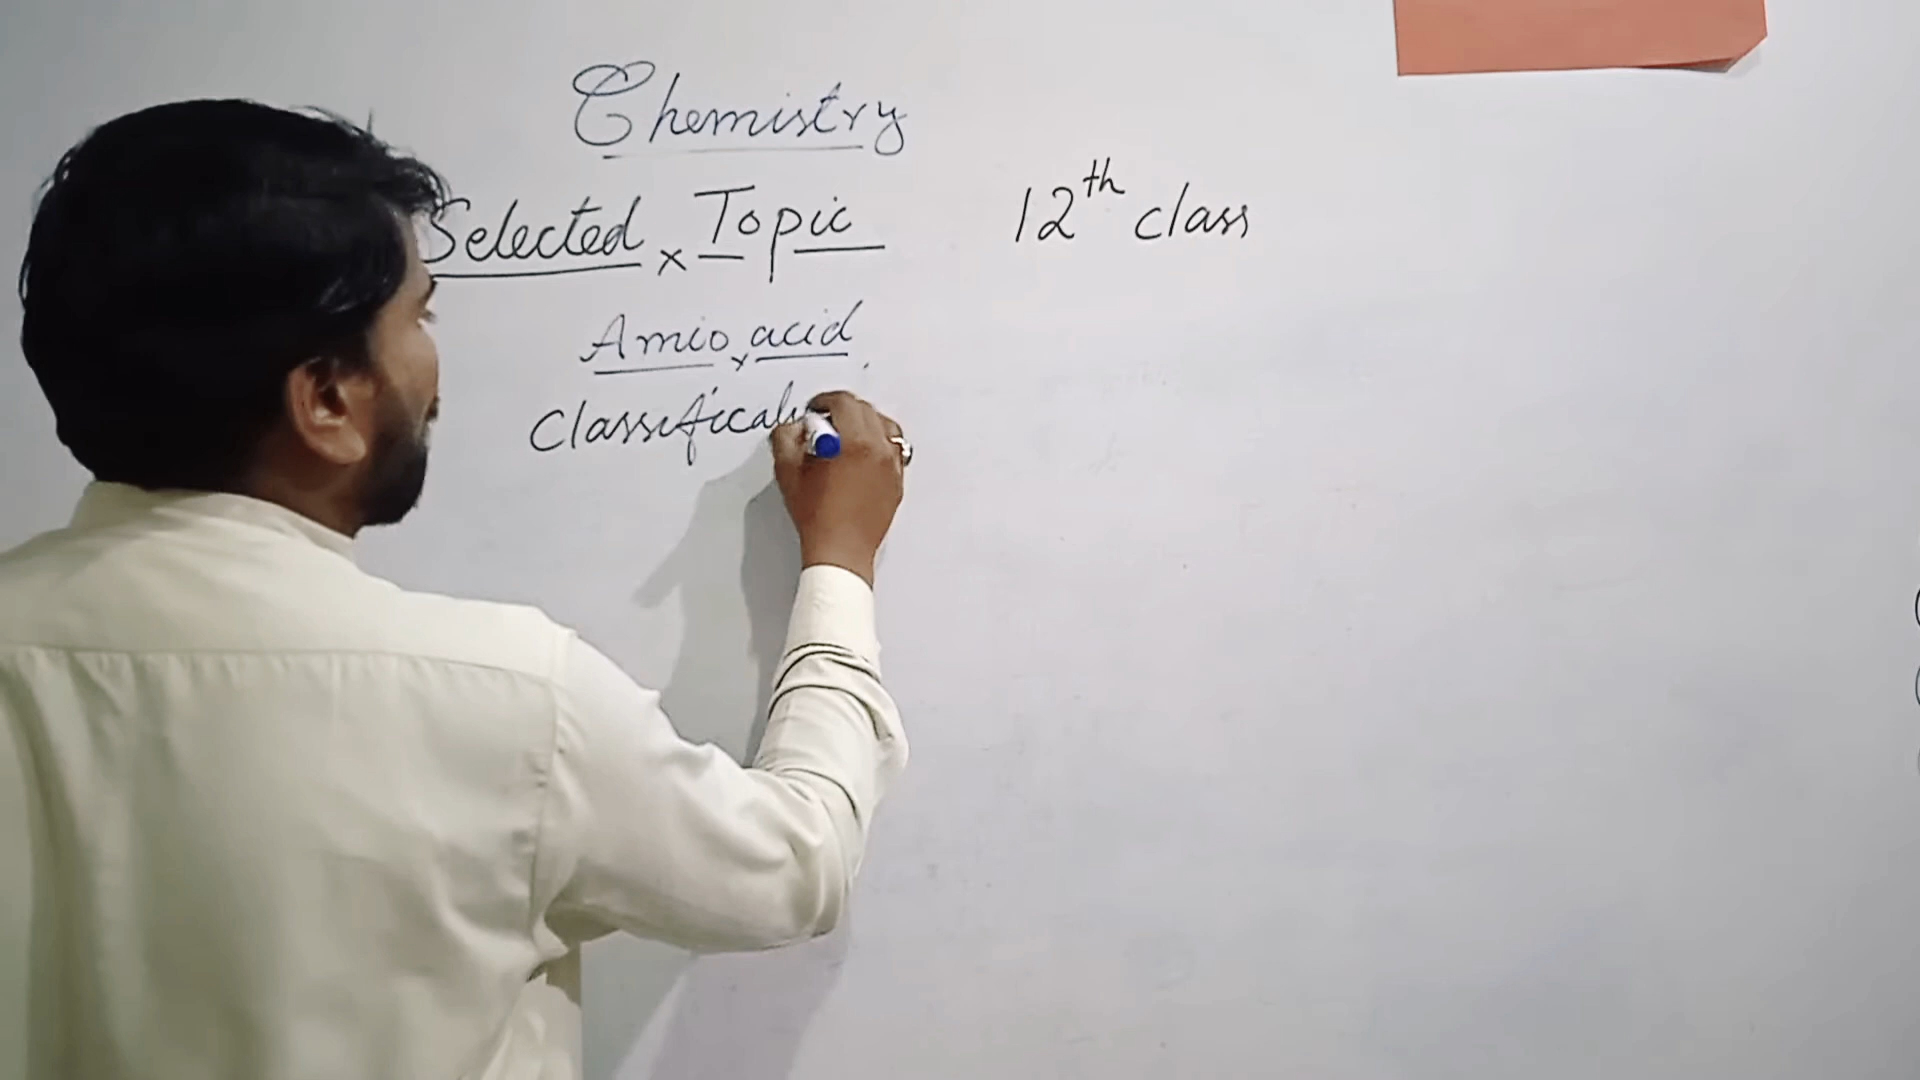 Chemistry
Selected x Topic 12th class
Amio x acid